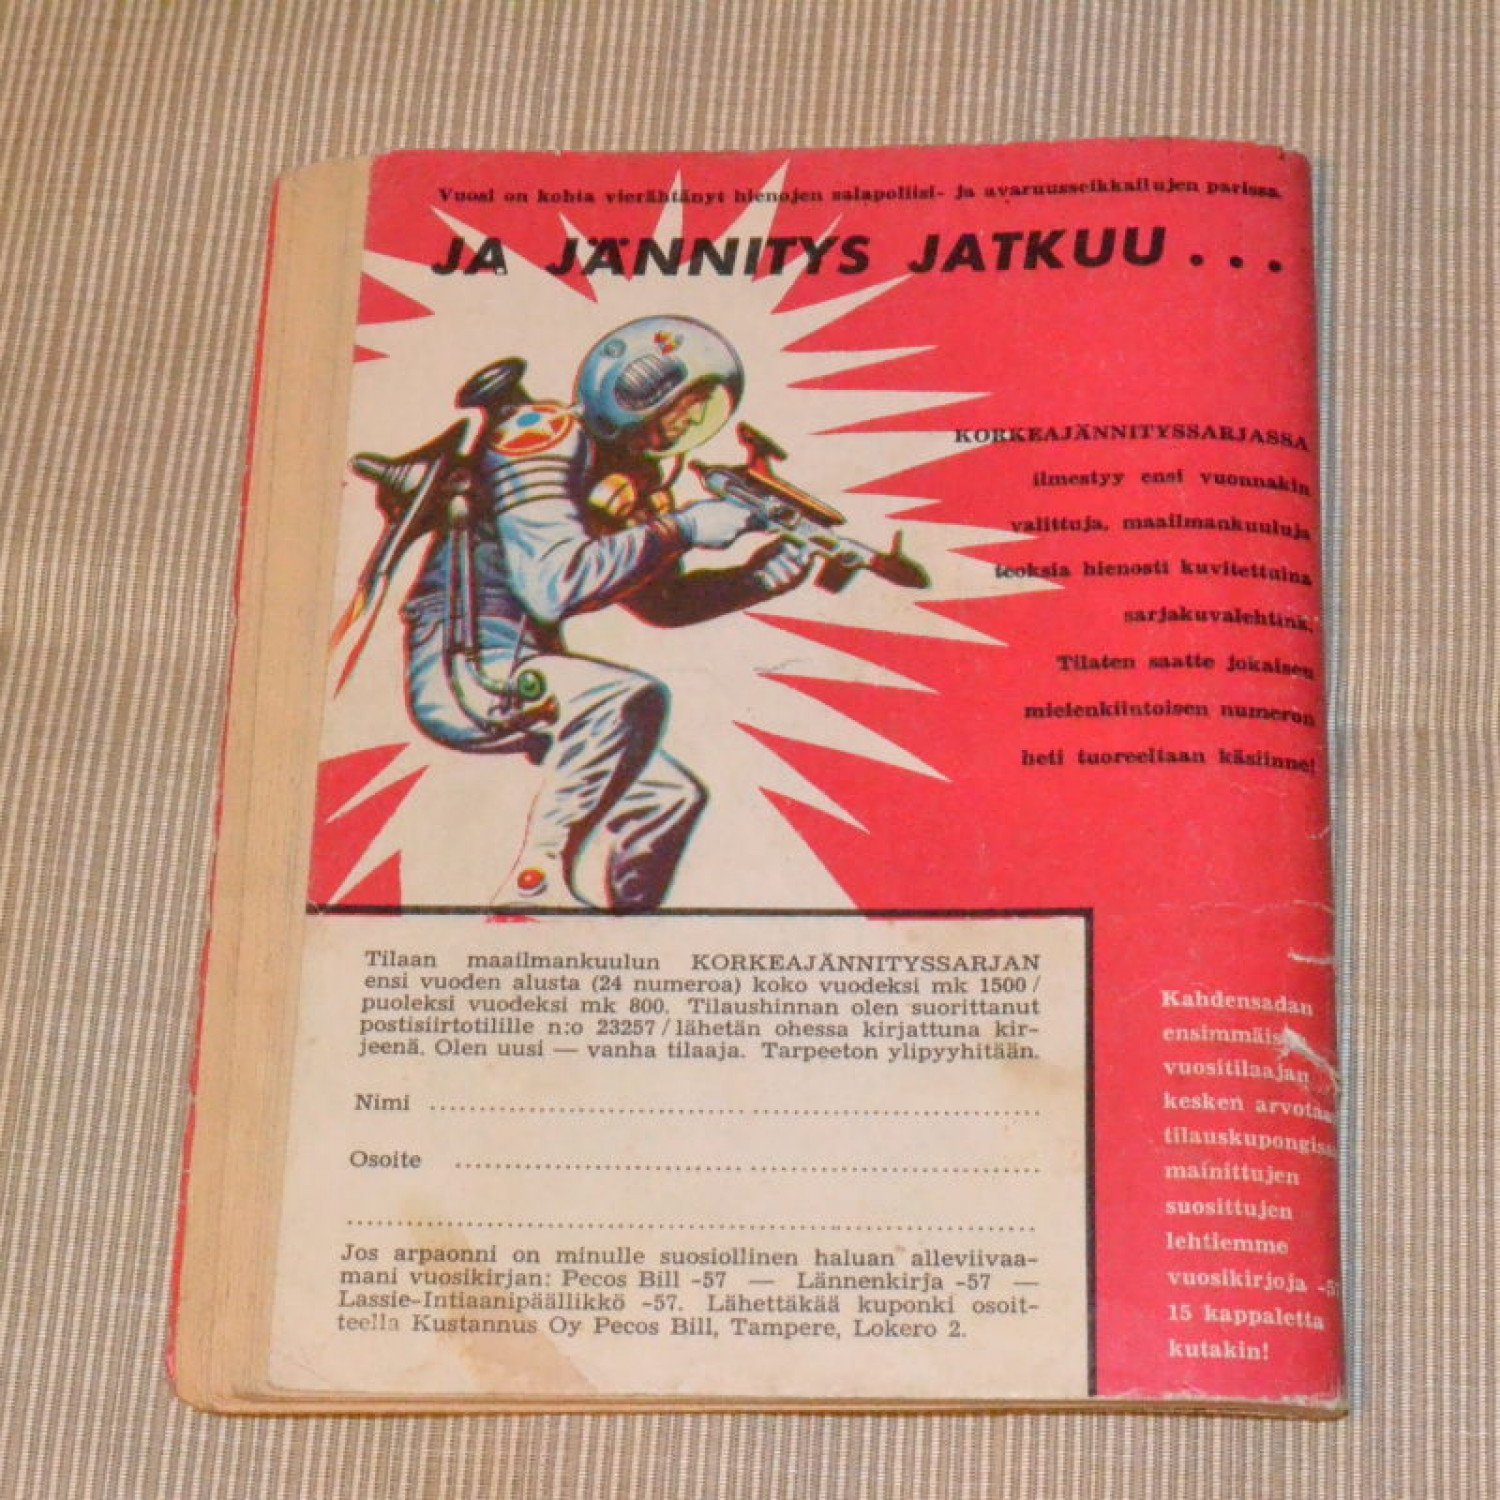 Vuosi on kohta vierähtänyt hienojen salapoliisi- ja avaruusseikkailujen parissa.
JA JÄNNITYS JATKUU . . .
KORKEAJÄNNITYSSARJASSA
ilmestyy ensi vuonnakin
valittuja, maailmankuuluja
teoksia hienosti kuvitettuina
sarjakuvalehtinä.
Tilaten saatte jokaisen
mielenkiintoisen numeron
heti tuoreeltaan käsiinne!
Tilaan maailmankuulun KORKEAJÄNNITYSSARJAN
ensi vuoden alusta (24 numeroa) koko vuodeksi mk 1500 /
puoleksi vuodeksi mk 800. Tilaushinnan olen suorittanut
postisiirtotilille n:o 23257 / lähetän ohessa kirjattuna kir-
jeenä. Olen uusi — vanha tilaaja. Tarpeeton ylipyyhitään.
Nimi
Osoite
Jos arpaonni on minulle suosiollinen haluan alleviivaa-
mani vuosikirjan: Pecos Bill -57 — Lännenkirja -57 —
Lassie-Intiaanipäällikkö -57. Lähettäkää kuponki osoit-
teella Kustannus Oy Pecos Bill, Tampere, Lokero 2.
Kahdensadan
vuositilaajan
kesken
mainittujen
suosittujen
lehtiemme
vuosikirjoja
15 kappaletta
kutakin!